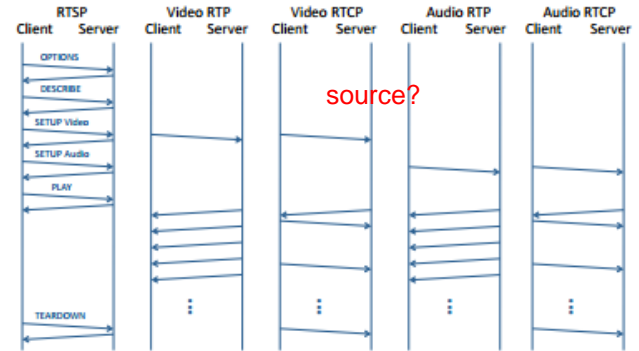 RTSP Video RTP Video RTCP Audio RTP Audio RTCP
Client Server Client Server Client Server Client Server Client Server
OPTIONS
DESCRIBE
source?
SETUP Video
SETUP Audio
PLAY
TEARDOWN